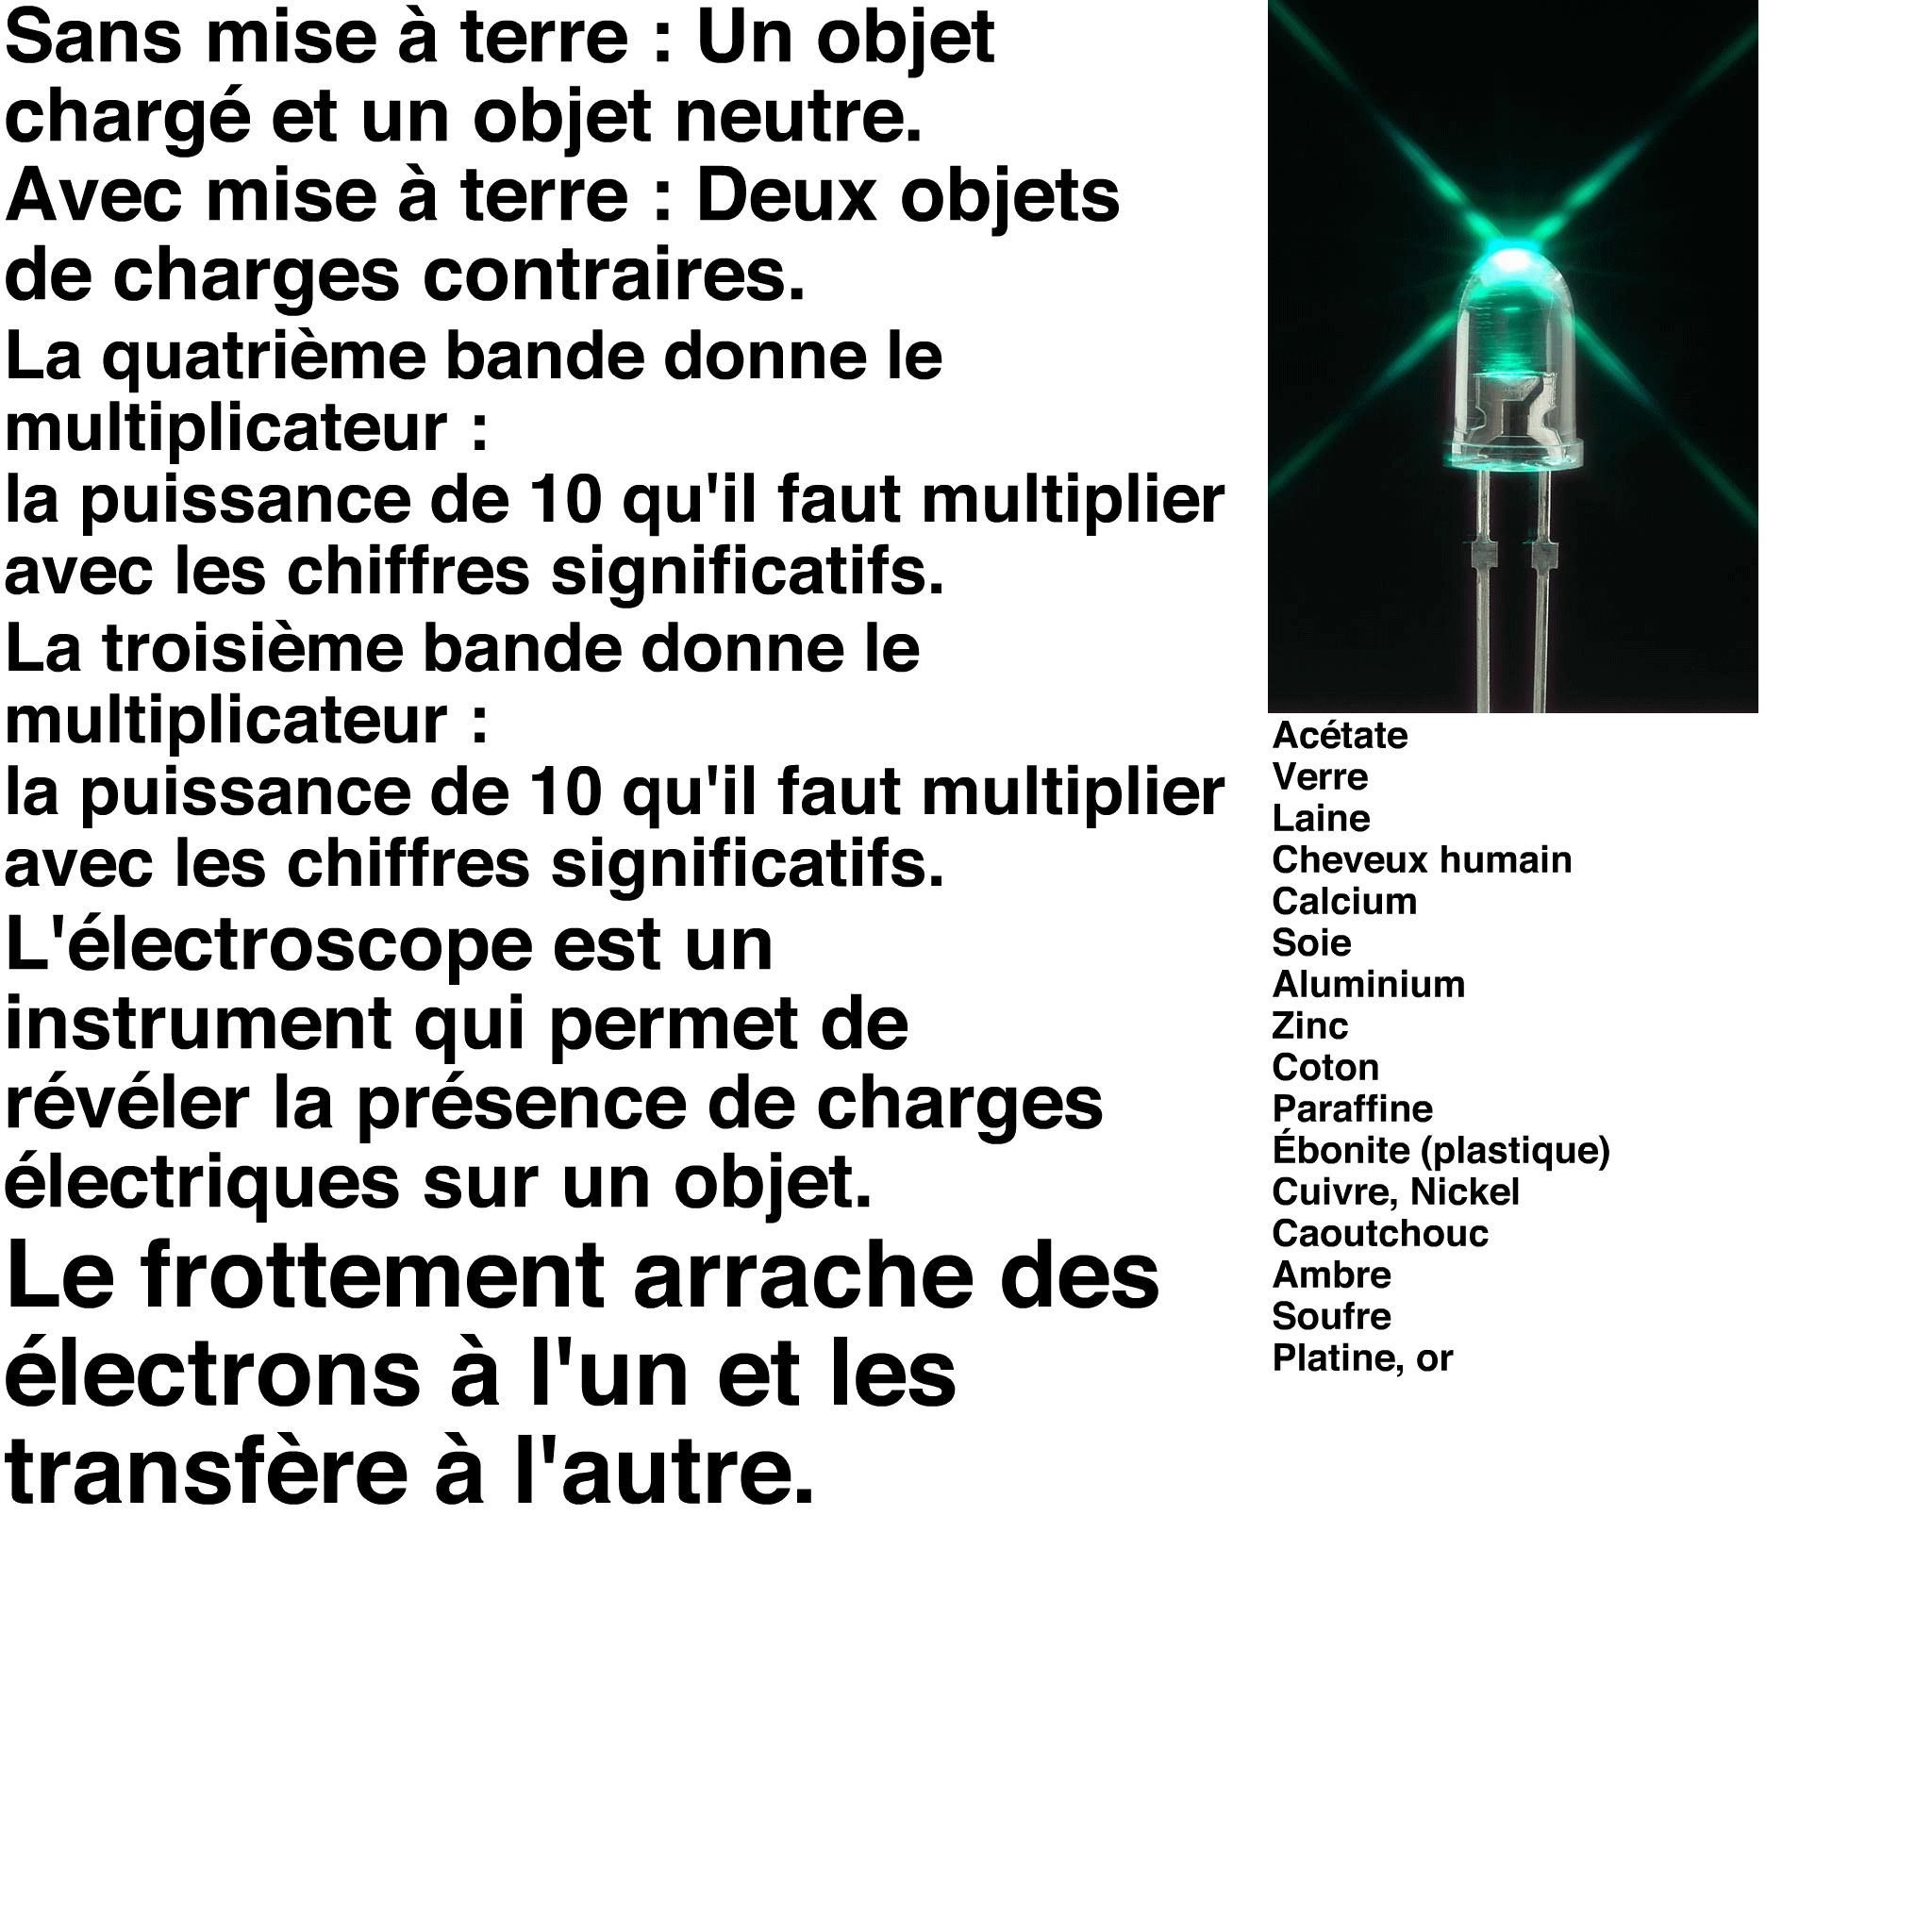 Sans mise à terre : Un objet
chargé et un objet neutre.
Avec mise à terre : Deux objets
de charges contraires.
La quatrième bande donne le
multiplicateur :
la puissance de 10 qu'il faut multiplier
avec les chiffres significatifs.
La troisième bande donne le
multiplicateur :
la puissance de 10 qu'il faut multiplier
avec les chiffres significatifs.
L'électroscope est un
instrument qui permet de
révéler la présence de charges
électriques sur un objet.
Le frottement arrache des
électrons à l'un et les
transfère à l'autre.
Acétate
Verre
Laine
Cheveux humain
Calcium
Soie
Aluminium
Zinc
Coton
Paraffine
Ébonite (plastique)
Cuivre, Nickel
Caoutchouc
Ambre
Soufre
Platine, or